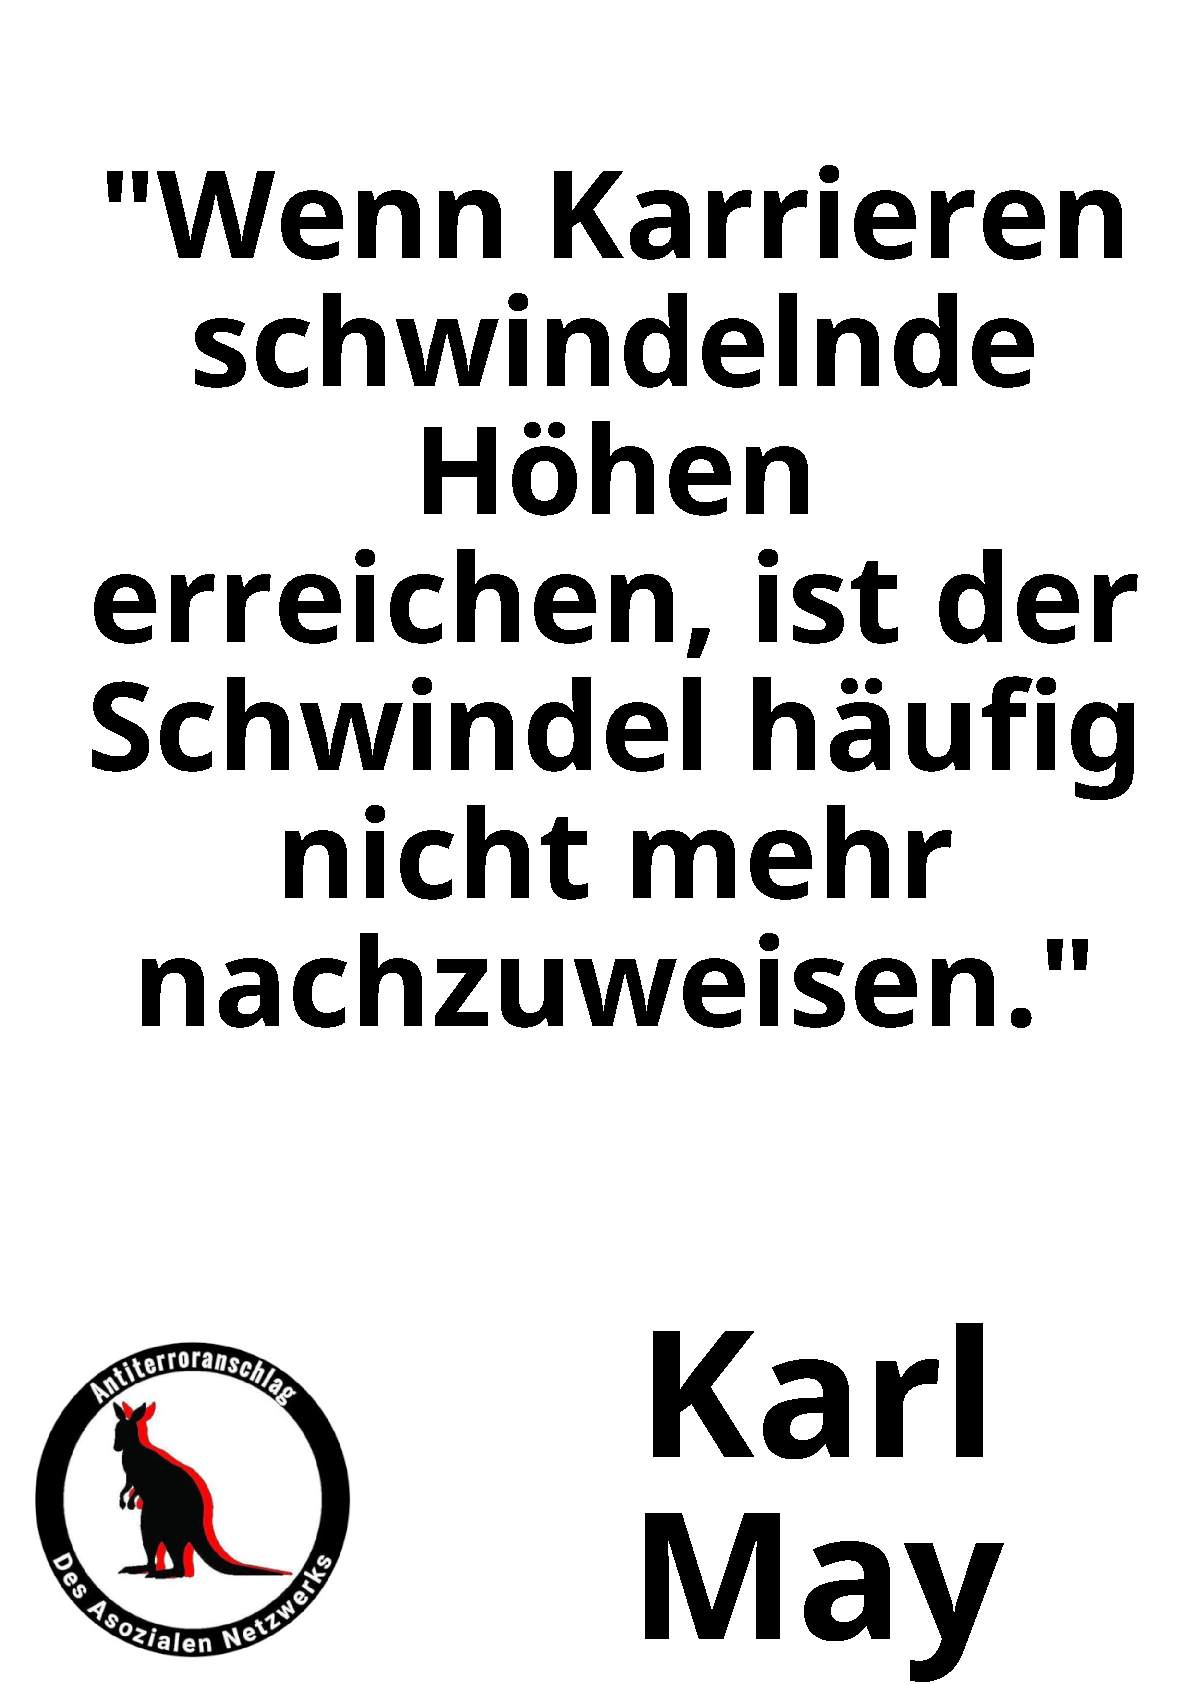 "Wenn Karrieren
schwindelnde
Höhen
erreichen, ist der
Schwindel häufig
nicht mehr
nachzuweisen."
Karl
May
Antiterroranschlag
Des Asozialen Netzwerks